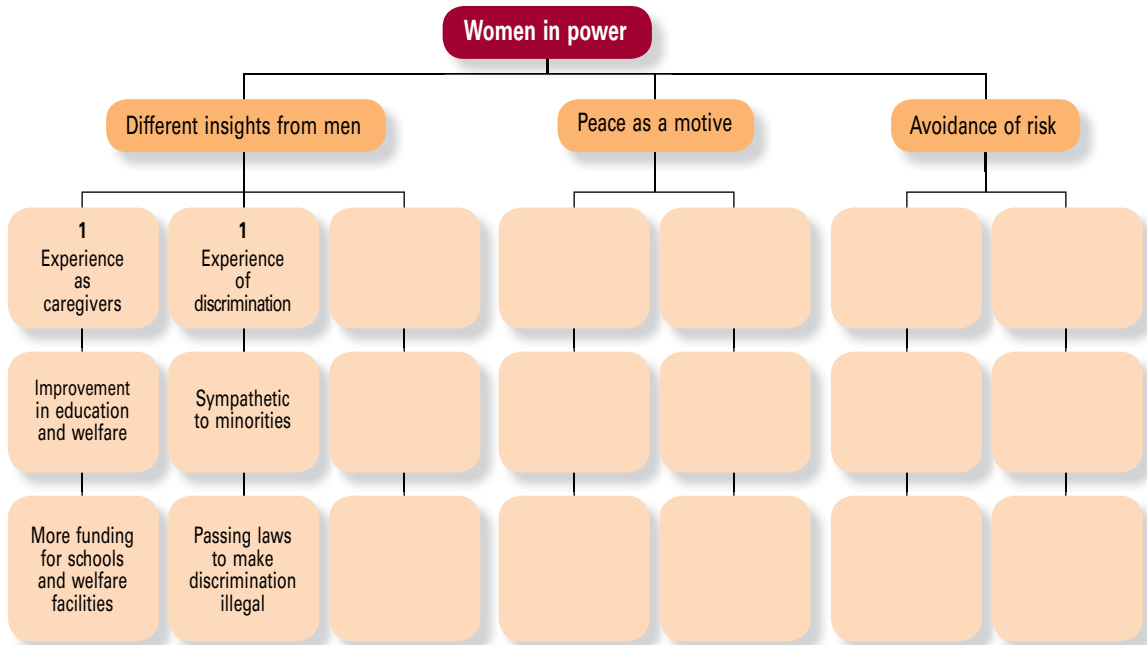 Women in power
Different insights from men
Peace as a motive
Avoidance of risk
1
Experience
as
caregivers
1
Experience
of
discrimination
Improvement
in education
and welfare
Sympathetic
to minorities
More funding
for schools
and welfare
facilities
Passing laws
to make
discrimination
illegal